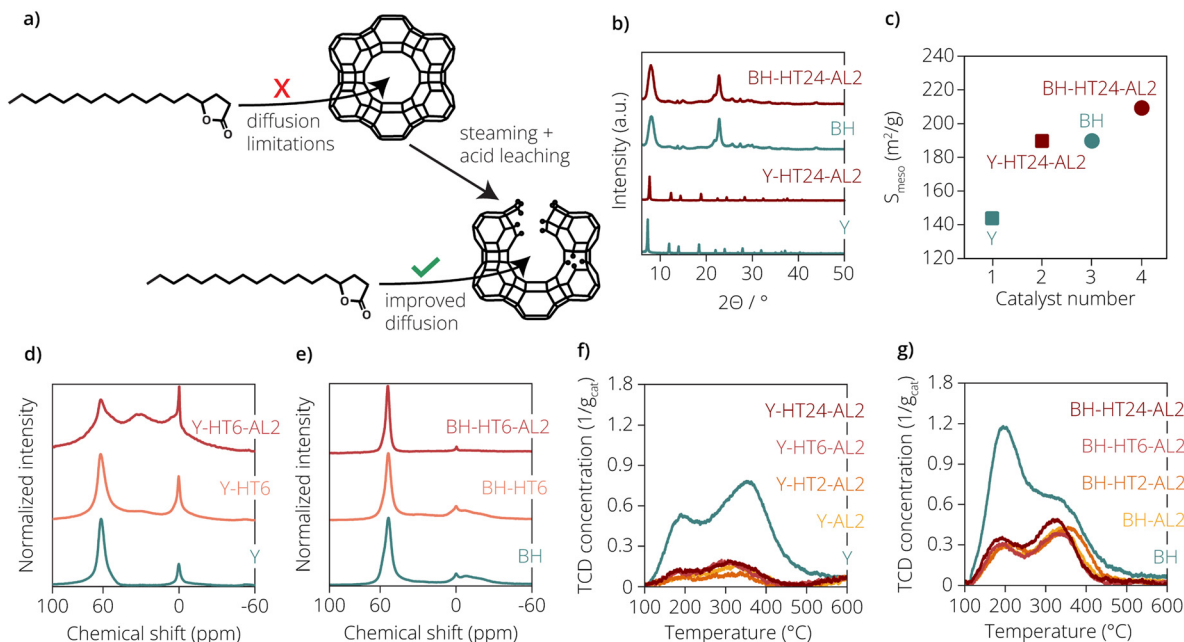 a)
X
diffusion
limitations
O
O
steaming +
acid leaching
improved
diffusion
O
O
b)
Intensity (a.u.)
BH-HT24-AL2
BH
Y-HT24-AL2
Y
10 20 30 40 50
2Θ / °
c)
S_meso (m²/g)
240
220
200
180
160
140
120
BH-HT24-AL2
BH
Y-HT24-AL2
Y
1 2 3 4
Catalyst number
d)
Normalized intensity
Y-HT6-AL2
Y-HT6
Y
100 60 0 -60
Chemical shift (ppm)
e)
Normalized intensity
BH-HT6-AL2
BH-HT6
BH
100 60 0 -60
Chemical shift (ppm)
f)
TCD concentration (1/g_cat)
1.8
1.5
1.2
0.9
0.6
0.3
0
Y-HT24-AL2
Y-HT6-AL2
Y-HT2-AL2
Y-AL2
Y
100 200 300 400 500 600
Temperature (°C)
g)
TCD concentration (1/g_cat)
1.8
1.5
1.2
0.9
0.6
0.3
0
BH-HT24-AL2
BH-HT6-AL2
BH-HT2-AL2
BH-AL2
BH
100 200 300 400 500 600
Temperature (°C)